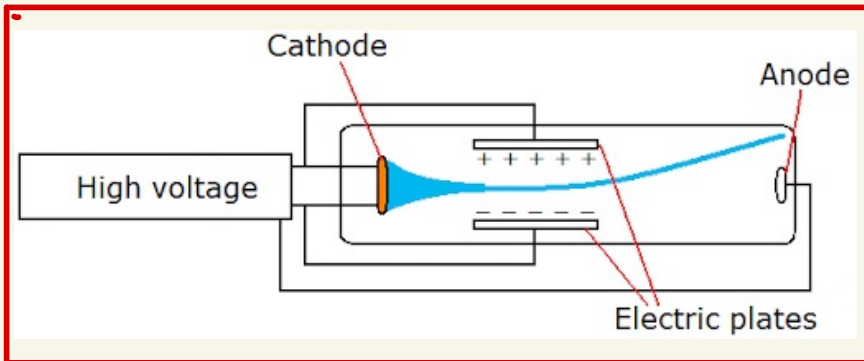 Cathode
Anode
High voltage
+ + + + +
− − − − −
Electric plates